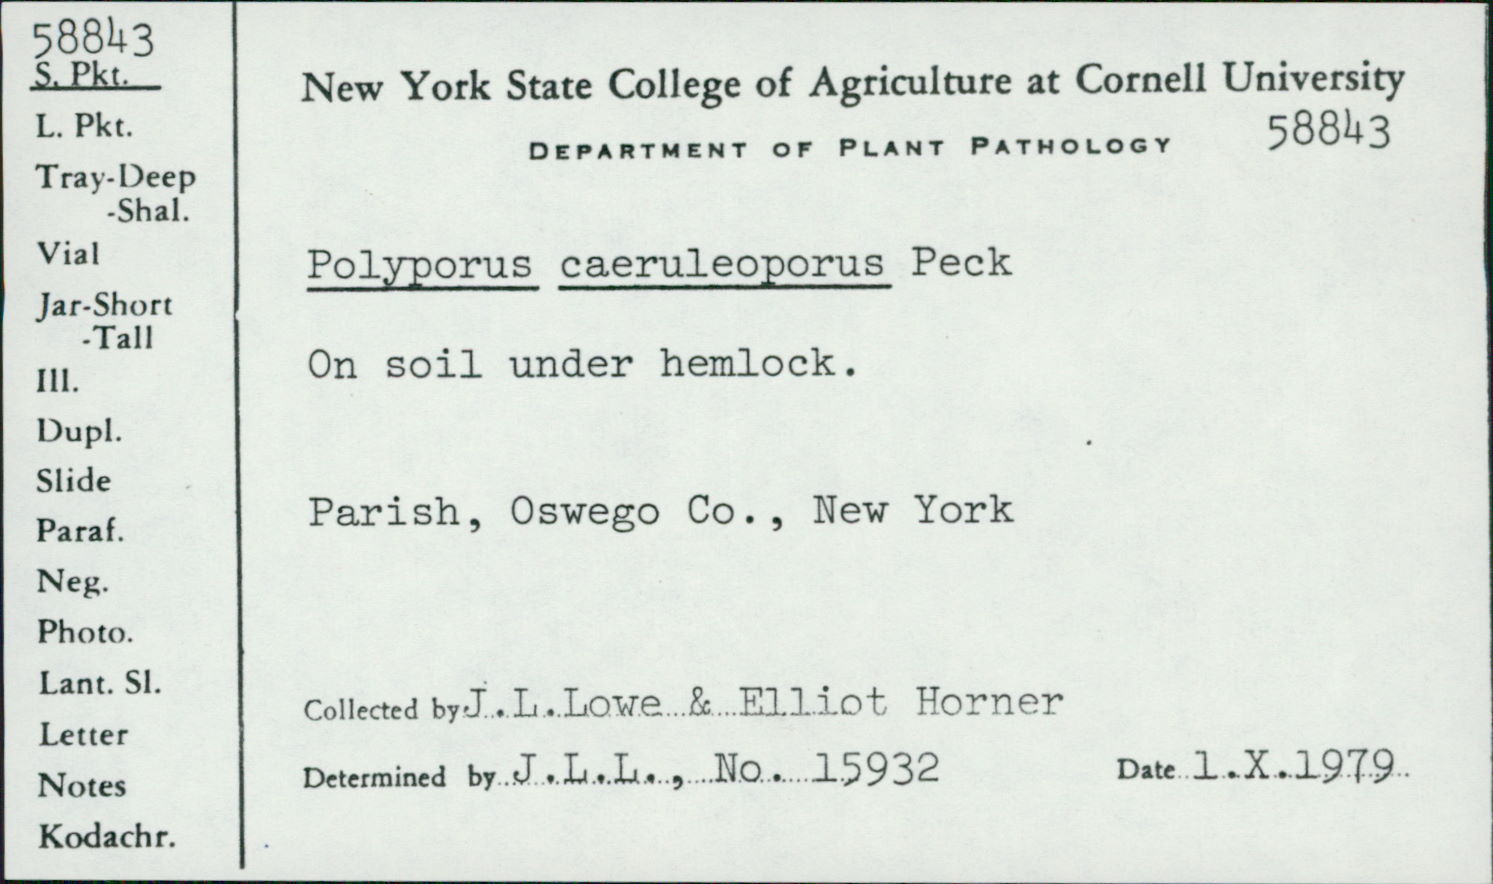 58843
S. Pkt.
L. Pkt.
Tray-Deep
-Shal.
Vial
Jar-Short
-Tall
Ill.
Dupl.
Slide
Paraf.
Neg.
Photo.
Lant. Sl.
Letter
Notes
Kodachr.
New York State College of Agriculture at Cornell University
DEPARTMENT OF PLANT PATHOLOGY 58843
Polyporus caeruleoporus Peck
On soil under hemlock.
Parish, Oswego Co., New York
Collected by J.L.Lowe & Elliot Horner
Determined by J.L.L., No. 15932 Date 1.X.1979